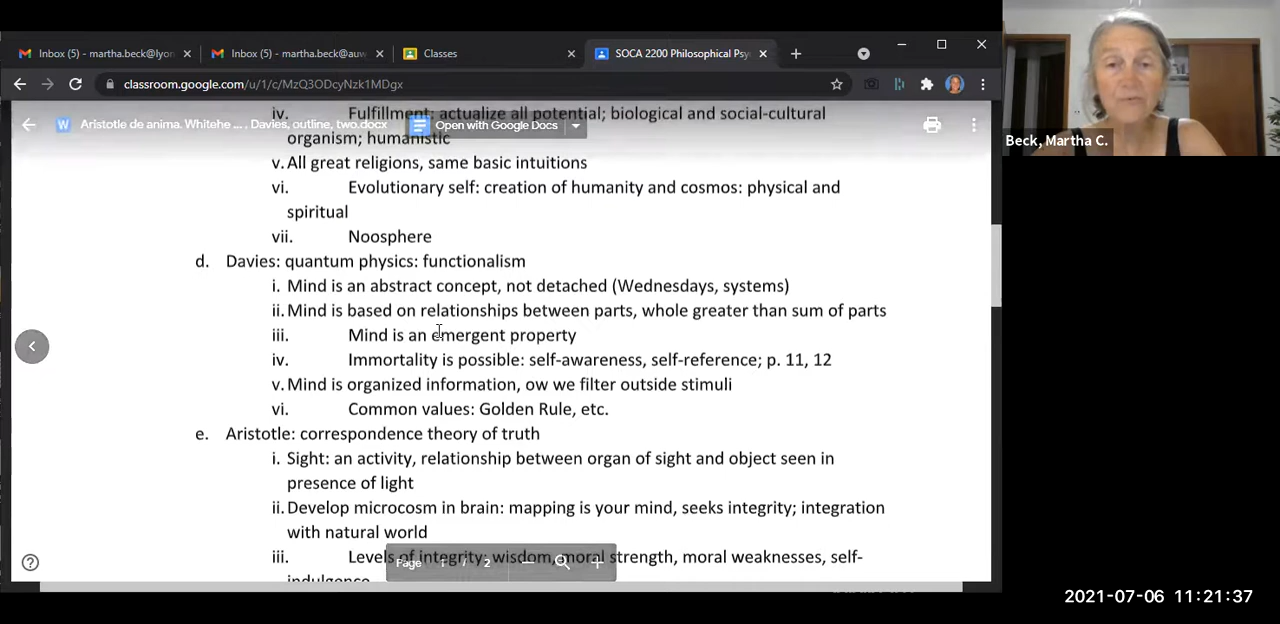 Inbox (5) - martha.beck@lyon
Inbox (5) - martha.beck@auw
Classes
SOCA 2200 Philosophical Psy
classroom.google.com/u/1/c/MzQ3ODcyNzk1MDgx
iv. Fulfillment; actualize all potential; biological and social-cultural
Aristotle de anima. Whitehe ... . Davies, outline, two.docx
Open with Google Docs
organism; humanistic
v. All great religions, same basic intuitions
vi. Evolutionary self: creation of humanity and cosmos: physical and
spiritual
vii. Noosphere
d. Davies: quantum physics: functionalism
i. Mind is an abstract concept, not detached (Wednesdays, systems)
ii. Mind is based on relationships between parts, whole greater than sum of parts
iii. Mind is an emergent property
iv. Immortality is possible: self-awareness, self-reference; p. 11, 12
v. Mind is organized information, ow we filter outside stimuli
vi. Common values: Golden Rule, etc.
e. Aristotle: correspondence theory of truth
i. Sight: an activity, relationship between organ of sight and object seen in
presence of light
ii. Develop microcosm in brain: mapping is your mind, seeks integrity; integration
with natural world
iii. Levels of integrity: wisdom, moral strength, moral weaknesses, self-
indulgence
Page / 2
Beck, Martha C.
2021-07-06 11:21:37